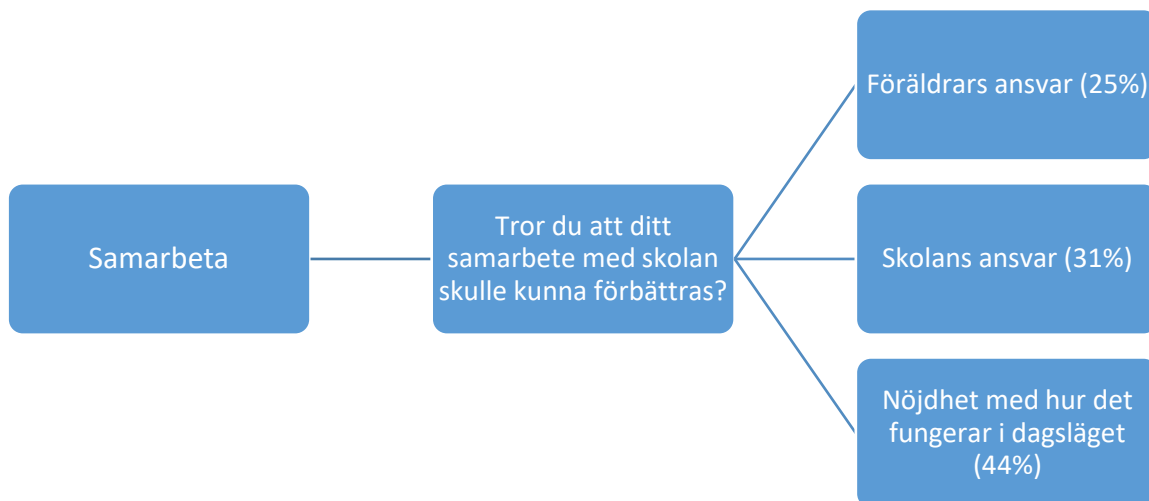 Samarbeta
Tror du att ditt
samarbete med skolan
skulle kunna förbättras?
Föräldrars ansvar (25%)
Skolans ansvar (31%)
Nöjdhet med hur det
fungerar i dagsläget
(44%)